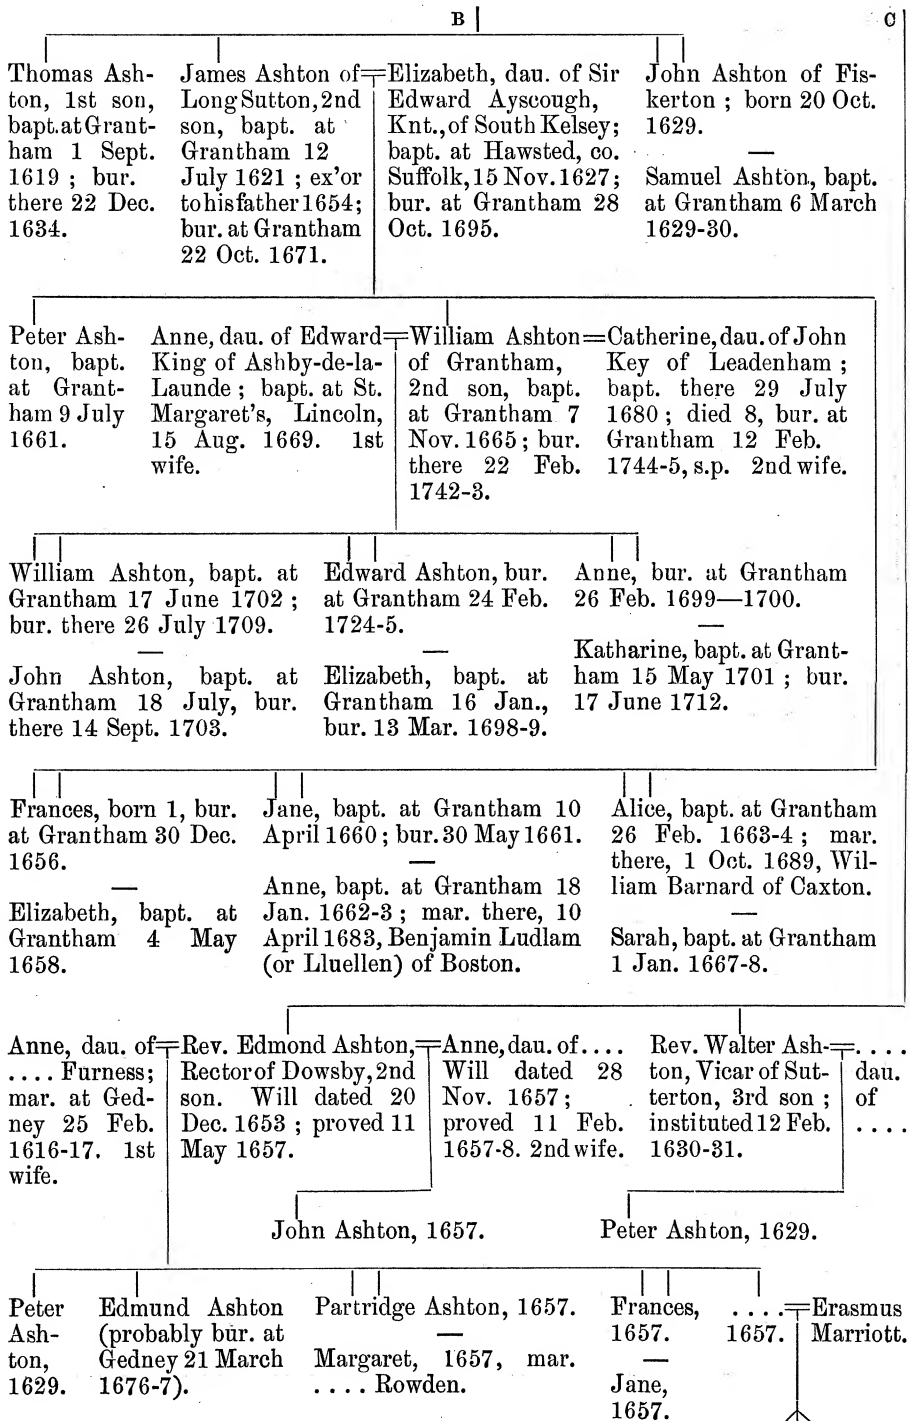 B
C
Thomas Ash-
ton, 1st son,
bapt. at Grant-
ham 1 Sept.
1619 ; bur.
there 22 Dec.
1634.
James Ashton of
Long Sutton, 2nd
son, bapt. at
Grantham 12
July 1621 ; ex'or
to his father 1654;
bur. at Grantham
22 Oct. 1671.
Elizabeth, dau. of Sir
Edward Ayscough,
Knt., of South Kelsey;
bapt. at Hawsted, co.
Suffolk, 15 Nov. 1627;
bur. at Grantham 28
Oct. 1695.
John Ashton of Fis-
kerton ; born 20 Oct.
1629.
—
Samuel Ashton, bapt.
at Grantham 6 March
1629-30.
Peter Ash-
ton, bapt.
at Grant-
ham 9 July
1661.
Anne, dau. of Edward
King of Ashby-de-la-
Launde ; bapt. at St.
Margaret's, Lincoln,
15 Aug. 1669. 1st
wife.
William Ashton
of Grantham,
2nd son, bapt.
at Grantham 7
Nov. 1665 ; bur.
there 22 Feb.
1742-3.
=Catherine, dau. of John
Key of Leadenham ;
bapt. there 29 July
1680 ; died 8, bur. at
Grantham 12 Feb.
1744-5, s.p. 2nd wife.
William Ashton, bapt. at
Grantham 17 June 1702 ;
bur. there 26 July 1709.
—
John Ashton, bapt. at
Grantham 18 July, bur.
there 14 Sept. 1703.
Edward Ashton, bur.
at Grantham 24 Feb.
1724-5.
—
Elizabeth, bapt. at
Grantham 16 Jan.,
bur. 13 Mar. 1698-9.
Anne, bur. at Grantham
26 Feb. 1699—1700.
—
Katharine, bapt. at Grant-
ham 15 May 1701 ; bur.
17 June 1712.
Frances, born 1, bur.
at Grantham 30 Dec.
1656.
—
Elizabeth, bapt. at
Grantham 4 May
1658.
Jane, bapt. at Grantham 10
April 1660 ; bur. 30 May 1661.
—
Anne, bapt. at Grantham 18
Jan. 1662-3 ; mar. there, 10
April 1683, Benjamin Ludlam
(or Lluellen) of Boston.
Alice, bapt. at Grantham
26 Feb. 1663-4 ; mar.
there, 1 Oct. 1689, Wil-
liam Barnard of Caxton.
—
Sarah, bapt. at Grantham
1 Jan. 1667-8.
Anne, dau. of
.... Furness;
mar. at Ged-
ney 25 Feb.
1616-17. 1st
wife.
Rev. Edmond Ashton,
Rector of Dowsby, 2nd
son. Will dated 20
Dec. 1653 ; proved 11
May 1657.
Anne, dau. of....
Will dated 28
Nov. 1657 ;
proved 11 Feb.
1657-8. 2nd wife.
Rev. Walter Ash-
ton, Vicar of Sut-
terton, 3rd son ;
instituted 12 Feb.
1630-31.
....
dau.
of
....
John Ashton, 1657.
Peter Ashton, 1629.
Peter
Ash-
ton,
1629.
Edmund Ashton
(probably bur. at
Gedney 21 March
1676-7).
Partridge Ashton, 1657.
—
Margaret, 1657, mar.
.... Rowden.
Frances,
1657.
—
Jane,
1657.
....
1657.
Erasmus
Marriott.